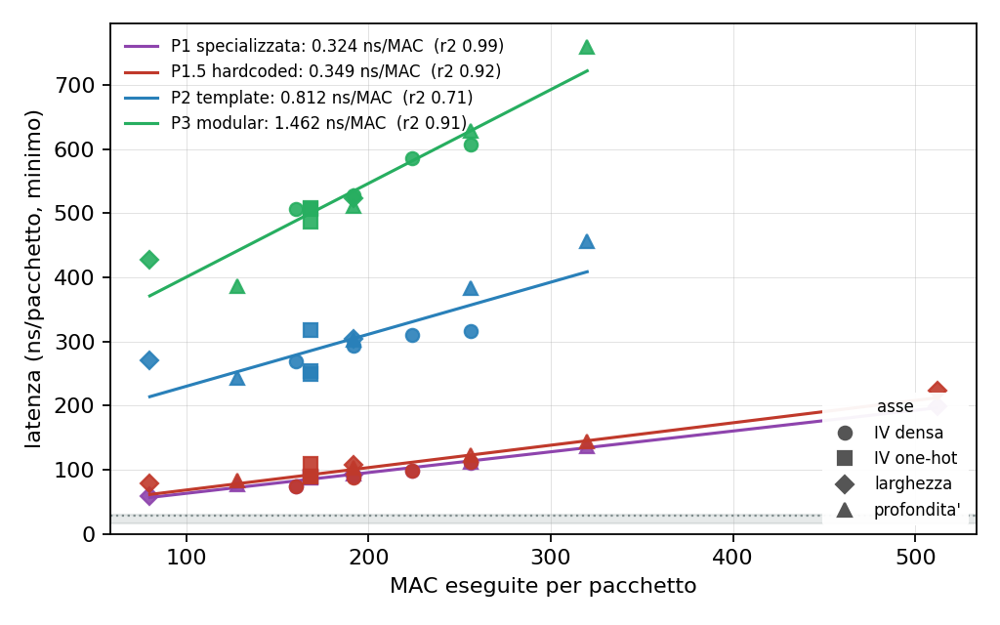 P1 specializzata: 0.324 ns/MAC  (r2 0.99)
P1.5 hardcoded: 0.349 ns/MAC  (r2 0.92)
P2 template: 0.812 ns/MAC  (r2 0.71)
P3 modular: 1.462 ns/MAC  (r2 0.91)
latenza (ns/pacchetto, minimo)
700
600
500
400
300
200
100
0
asse
IV densa
IV one-hot
larghezza
profondita'
100 200 300 400 500
MAC eseguite per pacchetto